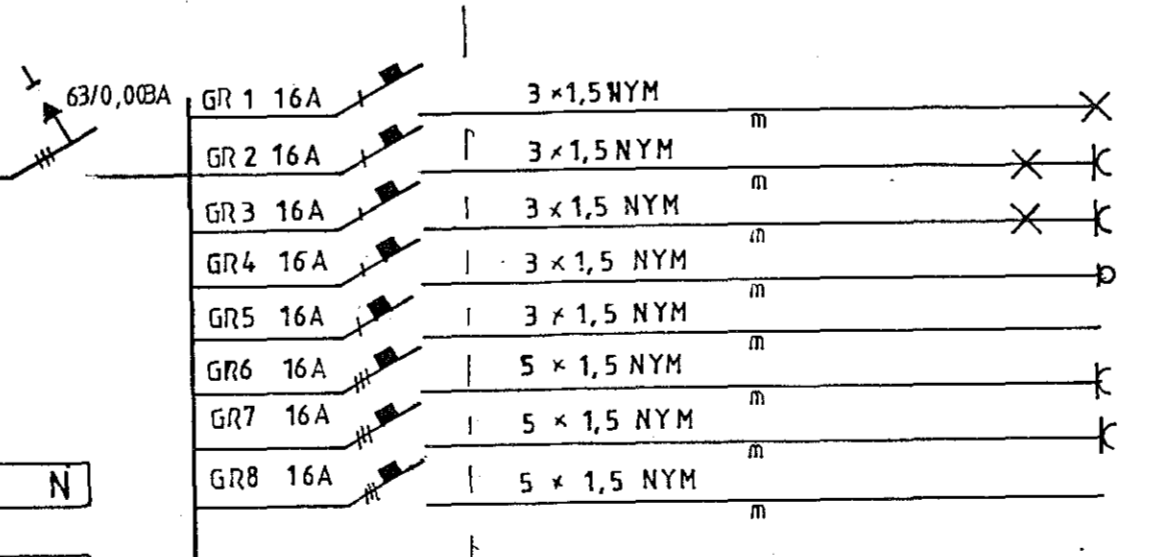 63/0,003A
GR 1 16A 3 ×1,5 NYM
m
GR 2 16A 3 × 1,5 NYM
m
GR 3 16A 3 × 1,5 NYM
m
GR4 16A 3 × 1,5 NYM
m
GR5 16A 3 × 1,5 NYM
m
GR6 16A 5 × 1,5 NYM
m
GR7 16A 5 × 1,5 NYM
m
GR8 16A 5 × 1,5 NYM
m
N